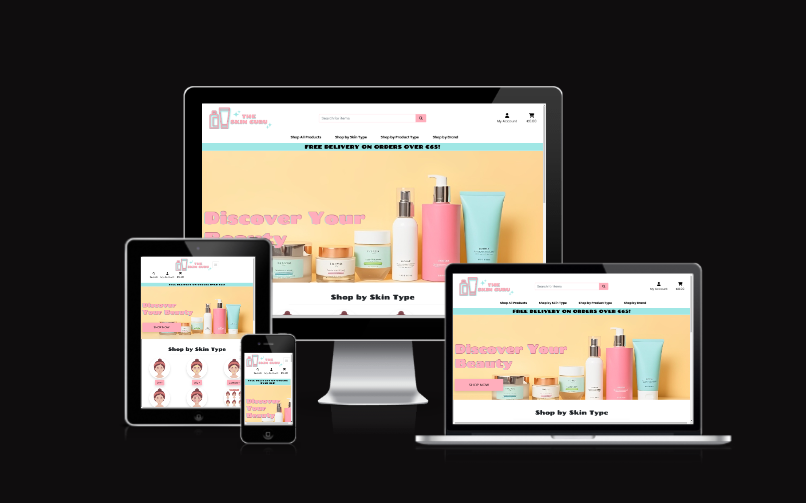 THE
SKIN GURU
Search for items
My Account
€0.00
Shop All Products
Shop by Skin Type
Shop by Product Type
Shop by Brand
FREE DELIVERY ON ORDERS OVER €65!
Discover Your
Beauty
Shop by Skin Type
THE
SKIN GURU
Discover
Your Beauty
Shop by Skin Type
THE
SKIN GURU
Discover
Your
Beauty
THE
SKIN GURU
Search for items
My Account
€0.00
Shop All Products
Shop by Skin Type
Shop by Product Type
Shop by Brand
FREE DELIVERY ON ORDERS OVER €65!
Discover Your
Beauty
SHOP NOW
Shop by Skin Type